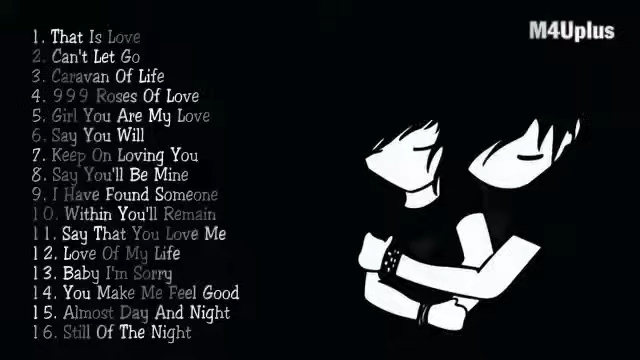 M4Uplus
1. That Is Love
2. Can't Let Go
3. Caravan Of Life
4. 999 Roses Of Love
5. Girl You Are My Love
6. Say You Will
7. Keep On Loving You
8. Say You'll Be Mine
9. I Have Found Someone
10. Within You'll Remain
11. Say That You Love Me
12. Love Of My Life
13. Baby I'm Sorry
14. You Make Me Feel Good
15. Almost Day And Night
16. Still Of The Night